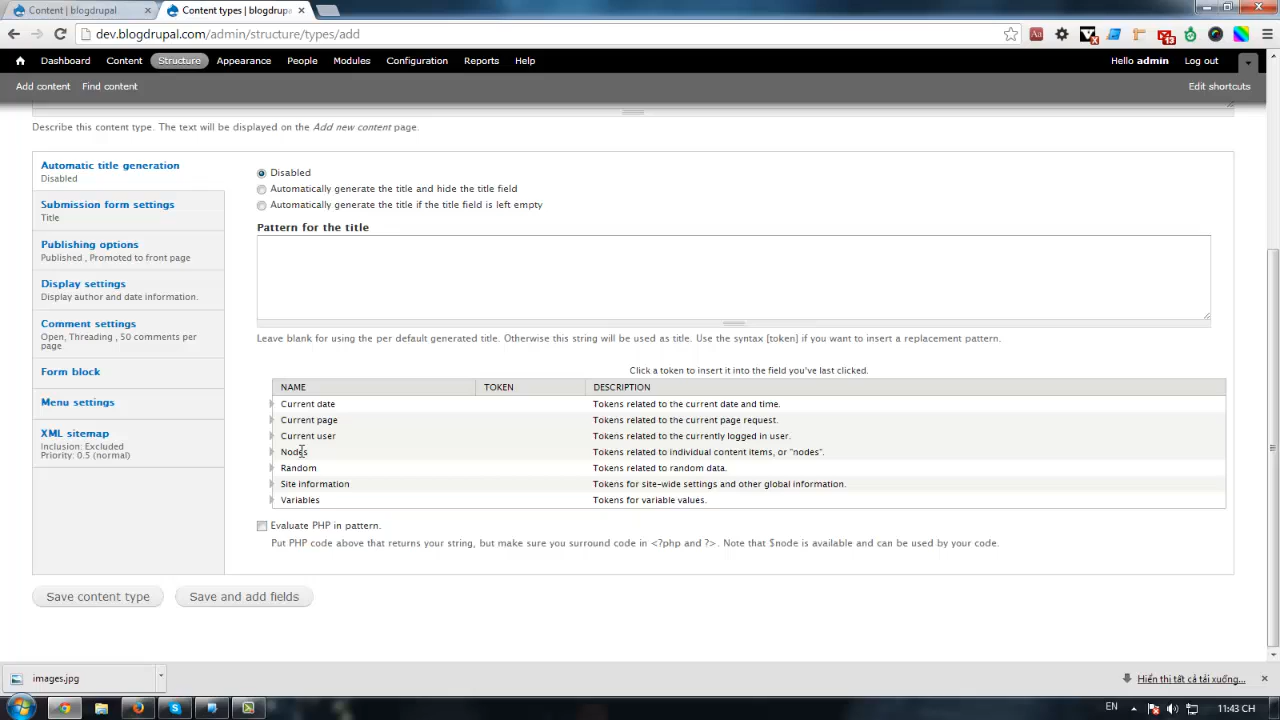 Content | blogdrupal
Content types | blogdrupa
dev.blogdrupal.com/admin/structure/types/add
13
Dashboard Content Structure Appearance People Modules Configuration Reports Help
Hello admin Log out
Add content Find content
Edit shortcuts
Describe this content type. The text will be displayed on the Add new content page.
Automatic title generation
Disabled
Submission form settings
Title
Publishing options
Published , Promoted to front page
Display settings
Display author and date information.
Comment settings
Open, Threading , 50 comments per
page
Form block
Menu settings
XML sitemap
Inclusion: Excluded
Priority: 0.5 (normal)
Disabled
Automatically generate the title and hide the title field
Automatically generate the title if the title field is left empty
Pattern for the title
Leave blank for using the per default generated title. Otherwise this string will be used as title. Use the syntax [token] if you want to insert a replacement pattern.
Click a token to insert it into the field you've last clicked.
NAME TOKEN DESCRIPTION
Current date Tokens related to the current date and time.
Current page Tokens related to the current page request.
Current user Tokens related to the currently logged in user.
Nodes Tokens related to individual content items, or "nodes".
Random Tokens related to random data.
Site information Tokens for site-wide settings and other global information.
Variables Tokens for variable values.
Evaluate PHP in pattern.
Put PHP code above that returns your string, but make sure you surround code in <?php and ?>. Note that $node is available and can be used by your code.
Save content type Save and add fields
images.jpg
Hiển thị tất cả tải xuống...
EN
11:43 CH